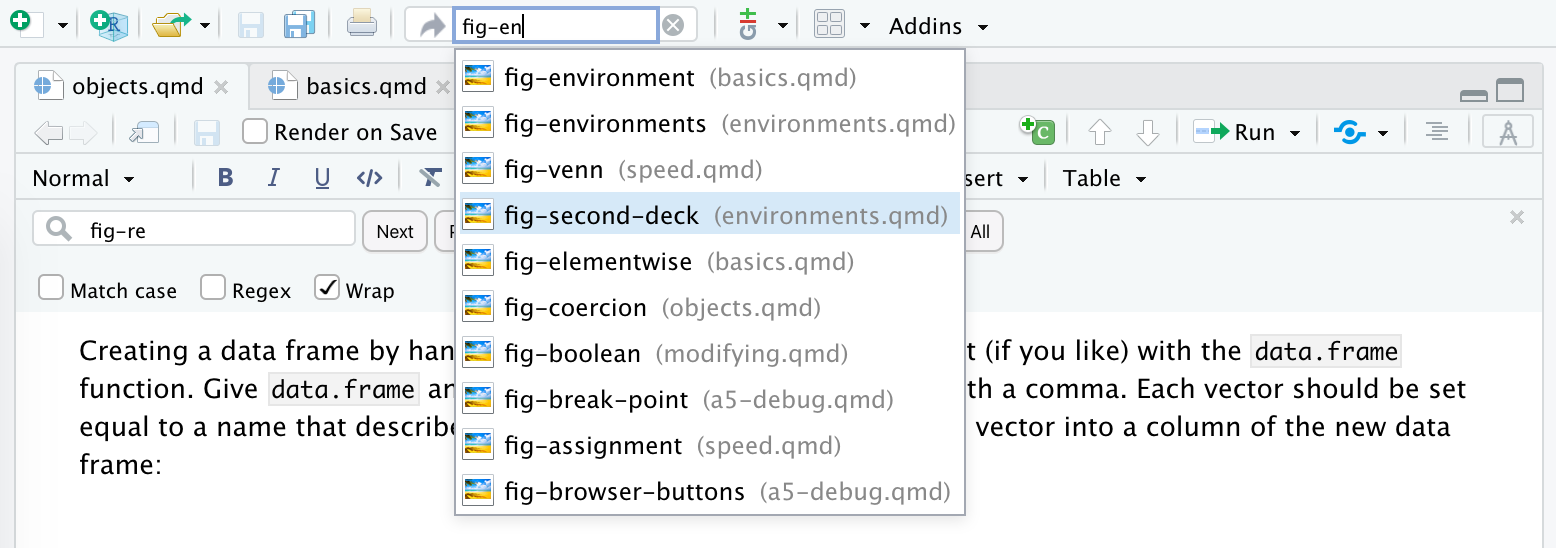 fig-en
Addins
fig-environment (basics.qmd)
fig-environments (environments.qmd)
fig-venn (speed.qmd)
fig-second-deck (environments.qmd)
fig-elementwise (basics.qmd)
fig-coercion (objects.qmd)
fig-boolean (modifying.qmd)
fig-break-point (a5-debug.qmd)
fig-assignment (speed.qmd)
fig-browser-buttons (a5-debug.qmd)
objects.qmd basics.qmd
Render on Save Run
Normal B I U </> sert Table
fig-re Next All
Match case Regex Wrap
Creating a data frame by han t (if you like) with the data.frame
function. Give data.frame an th a comma. Each vector should be set
equal to a name that describe vector into a column of the new data
frame: